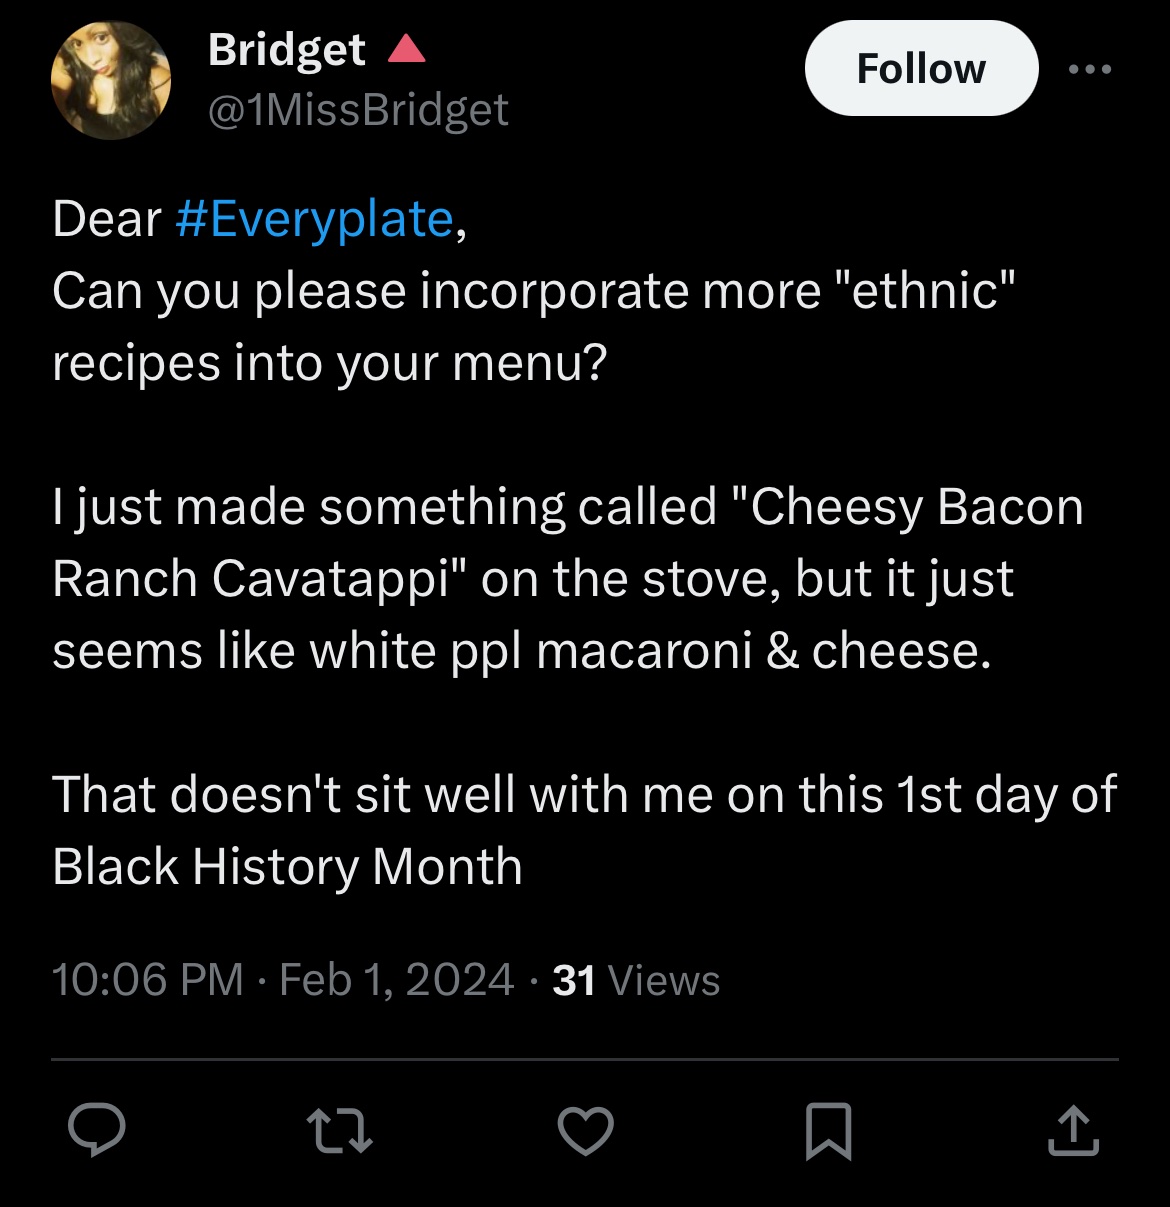 Bridget 🔺
@1MissBridget
Follow
Dear #Everyplate,
Can you please incorporate more "ethnic"
recipes into your menu?
I just made something called "Cheesy Bacon
Ranch Cavatappi" on the stove, but it just
seems like white ppl macaroni & cheese.
That doesn't sit well with me on this 1st day of
Black History Month
10:06 PM · Feb 1, 2024 · 31 Views